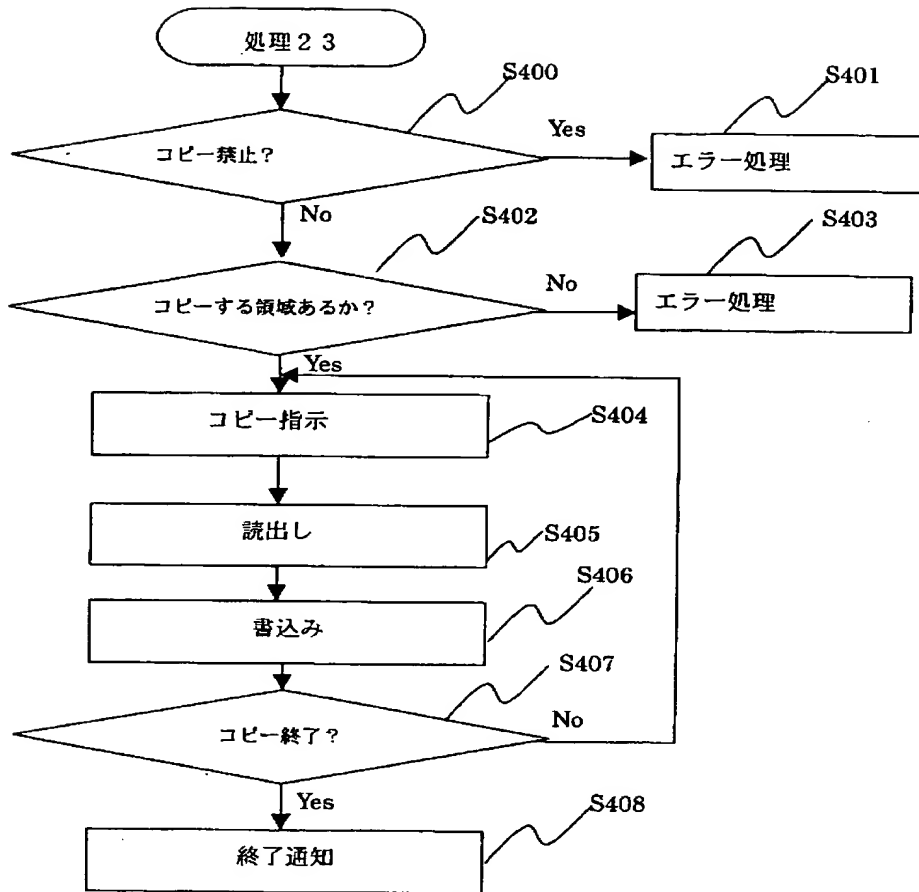 処理２３
S400
S401
コピー禁止？
Yes
エラー処理
No
S402
S403
コピーする領域あるか？
No
エラー処理
Yes
コピー指示
S404
読出し
S405
S406
書込み
S407
コピー終了？
No
Yes
S408
終了通知